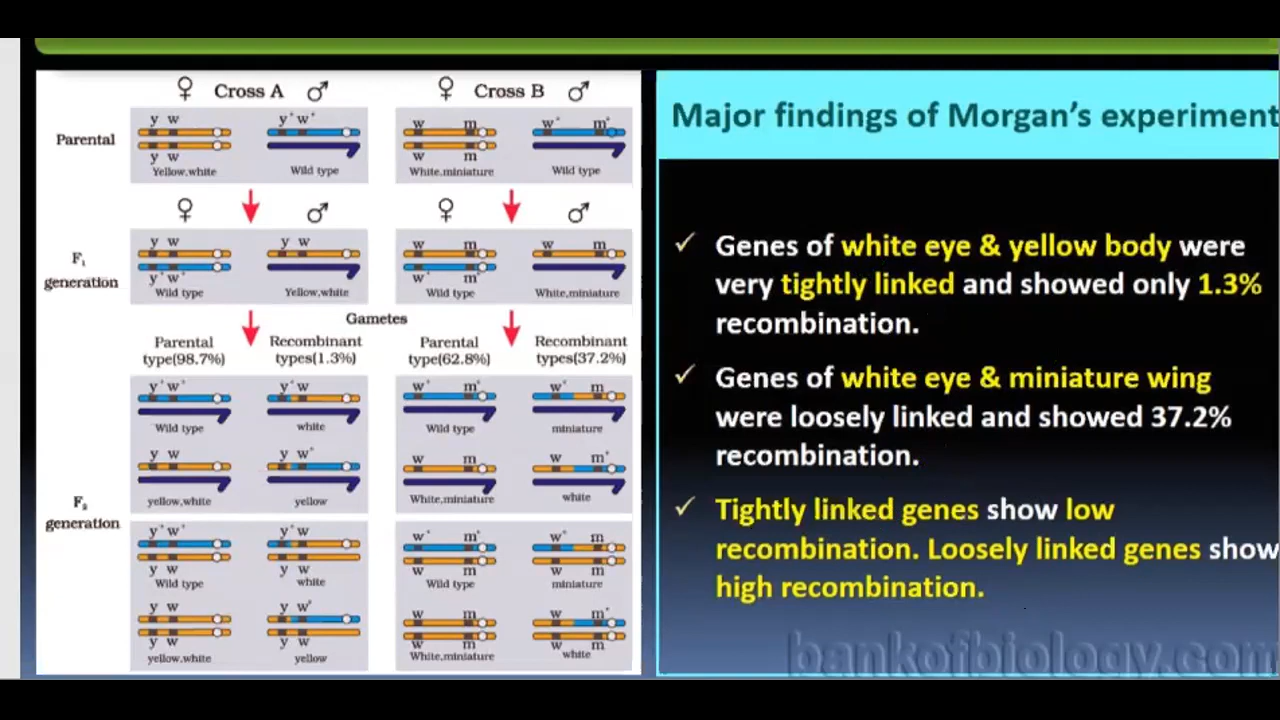 ♀ Cross A ♂
♀ Cross B ♂
Parental
y w
y⁺ w⁺
y w
Yellow,white
Wild type
w m
w⁺ m⁺
w m
White,miniature
Wild type
♀ ♂
♀ ♂
F₁
generation
y w
y w
y⁺ w⁺
Wild type
Yellow,white
w m
w m
w⁺ m⁺
Wild type
White,miniature
Gametes
Parental
type(98.7%)
Recombinant
types(1.3%)
Parental
type(62.8%)
Recombinant
types(37.2%)
F₂
generation
y⁺ w⁺
y⁺ w
Wild type
white
y w
y w⁺
yellow,white
yellow
y⁺ w⁺
y⁺ w
y w
y w
Wild type
white
y w
y w⁺
y w
y w
yellow,white
yellow
w⁺ m⁺
w⁺ m
Wild type
miniature
w m
w m⁺
White,miniature
white
w⁺ m⁺
w⁺ m
w m
w m
Wild type
miniature
w m
w m⁺
w m
w m
White,miniature
white
Major findings of Morgan's experiment
✓ Genes of white eye & yellow body were
very tightly linked and showed only 1.3%
recombination.
✓ Genes of white eye & miniature wing
were loosely linked and showed 37.2%
recombination.
✓ Tightly linked genes show low
recombination. Loosely linked genes show
high recombination.
bankofbiology.com